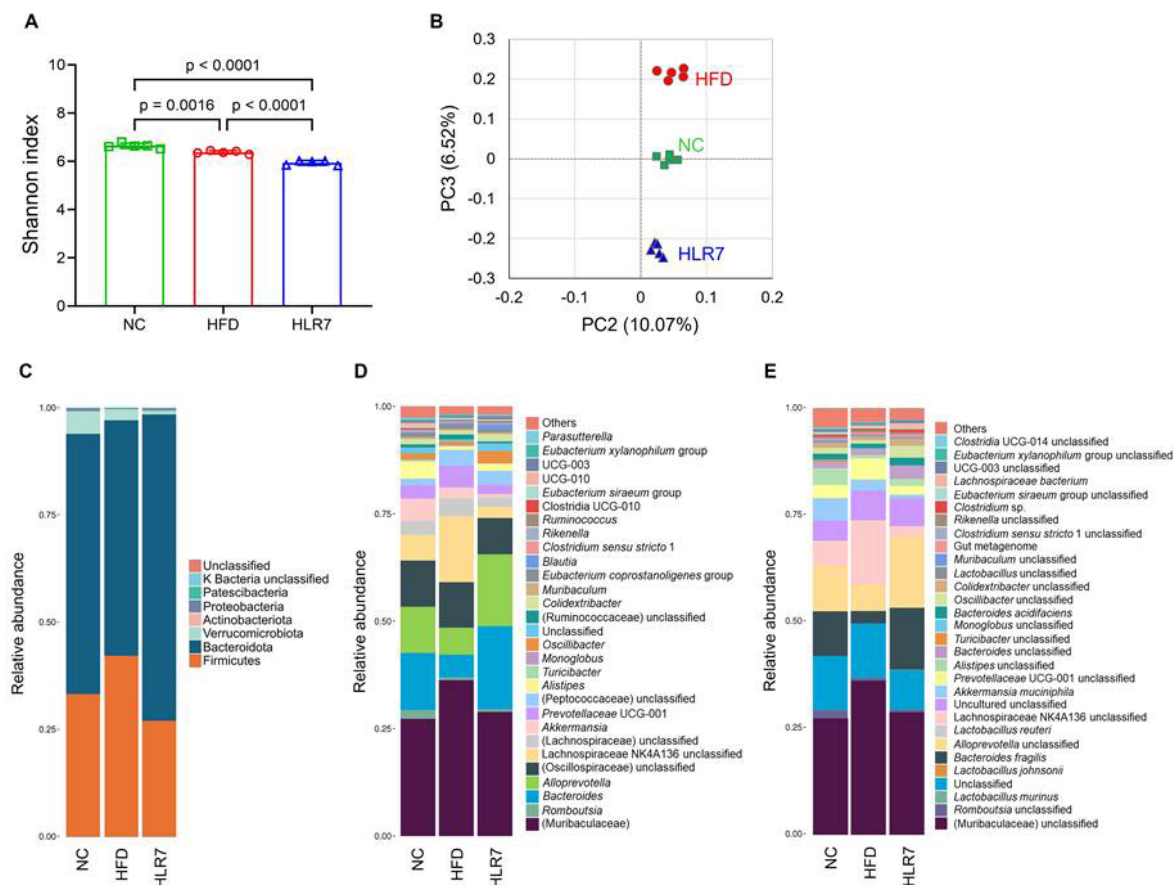 A
Shannon index
10
8
6
4
2
0
p < 0.0001
p = 0.0016
p < 0.0001
NC
HFD
HLR7
B
PC3 (6.52%)
0.3
0.2
0.1
0
-0.1
-0.2
-0.3
HFD
NC
HLR7
-0.2
-0.1
0
0.1
0.2
PC2 (10.07%)
C
Relative abundance
1.00
0.75
0.50
0.25
0.00
NC
HFD
HLR7
Unclassified
K Bacteria unclassified
Patescibacteria
Proteobacteria
Actinobacteriota
Verrucomicrobiota
Bacteroidota
Firmicutes
D
Relative abundance
1.00
0.75
0.50
0.25
0.00
NC
HFD
HLR7
Others
Parasutterella
Eubacterium xylanophilum group
UCG-003
UCG-010
Eubacterium siraeum group
Clostridia UCG-010
Ruminococcus
Rikenella
Clostridium sensu stricto 1
Blautia
Eubacterium coprostanoligenes group
Muribaculum
Colidextribacter
(Ruminococcaceae) unclassified
Unclassified
Oscillibacter
Monoglobus
Turicibacter
Alistipes
(Peptococcaceae) unclassified
Prevotellaceae UCG-001
Akkermansia
(Lachnospiraceae) unclassified
Lachnospiraceae NK4A136 unclassified
(Oscillospiraceae) unclassified
Alloprevotella
Bacteroides
Romboutsia
(Muribaculaceae)
E
Relative abundance
1.00
0.75
0.50
0.25
0.00
NC
HFD
HLR7
Others
Clostridia UCG-014 unclassified
Eubacterium xylanophilum group unclassified
UCG-003 unclassified
Lachnospiraceae bacterium
Eubacterium siraeum group unclassified
Clostridium sp.
Rikenella unclassified
Clostridium sensu stricto 1 unclassified
Gut metagenome
Muribaculum unclassified
Lactobacillus unclassified
Colidextribacter unclassified
Oscillibacter unclassified
Bacteroides acidifaciens
Monoglobus unclassified
Turicibacter unclassified
Bacteroides unclassified
Alistipes unclassified
Prevotellaceae UCG-001 unclassified
Akkermansia muciniphila
Uncultured unclassified
Lachnospiraceae NK4A136 unclassified
Lactobacillus reuteri
Alloprevotella unclassified
Bacteroides fragilis
Lactobacillus johnsonii
Unclassified
Lactobacillus murinus
Romboutsia unclassified
(Muribaculaceae) unclassified